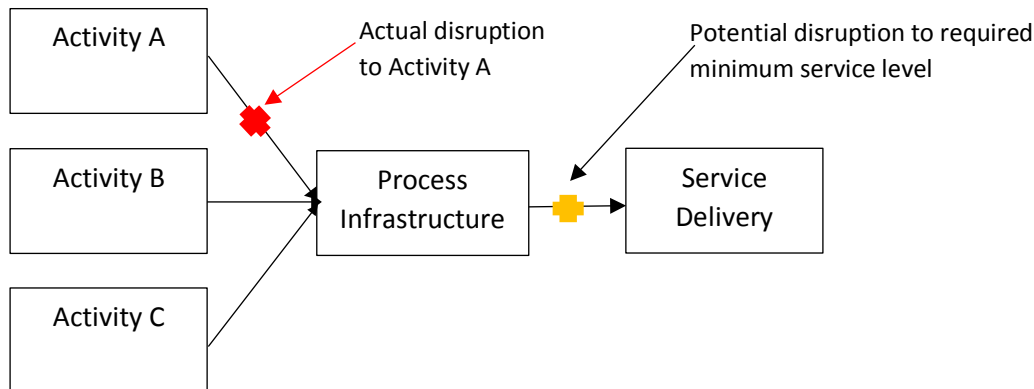 Activity A
Actual disruption
to Activity A
Potential disruption to required
minimum service level
Activity B
Process
Infrastructure
Service
Delivery
Activity C